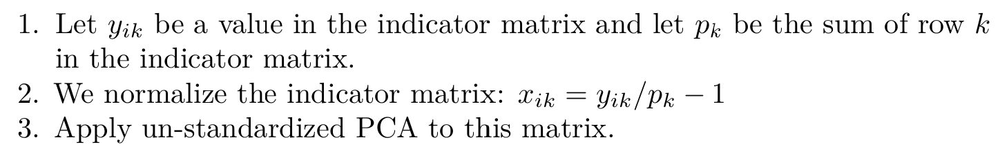 1. Let $y_{ik}$ be a value in the indicator matrix and let $p_k$ be the sum of row $k$
in the indicator matrix.
2. We normalize the indicator matrix: $x_{ik} = y_{ik}/p_k - 1$
3. Apply un-standardized PCA to this matrix.